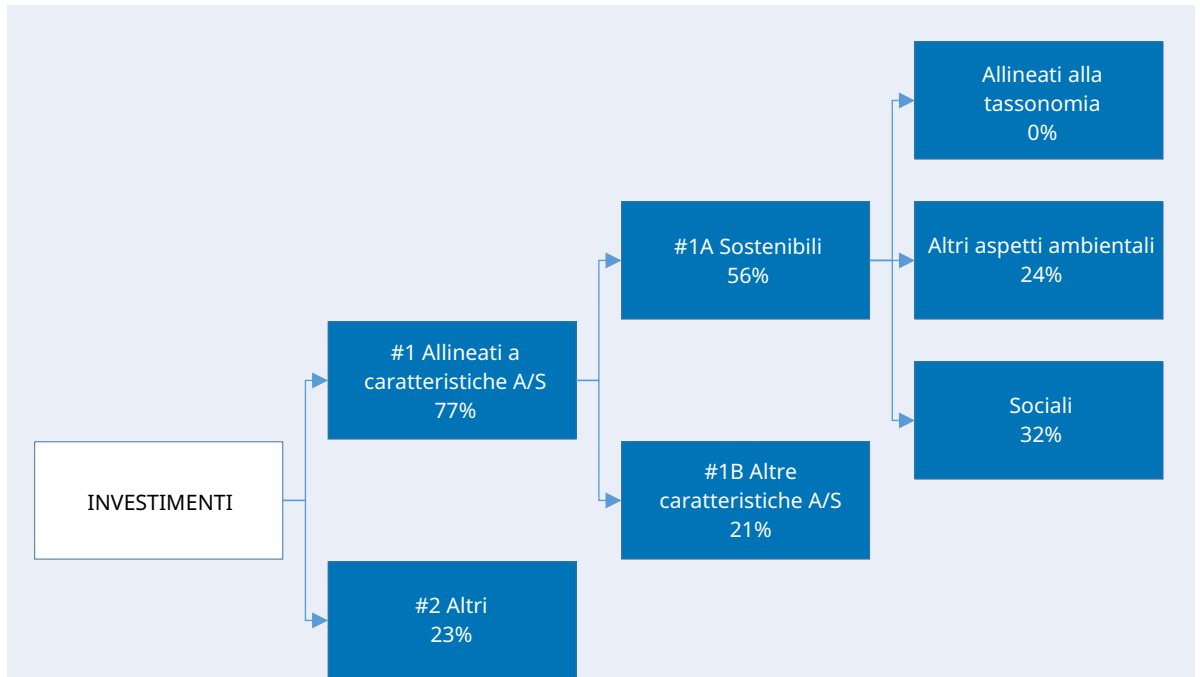 INVESTIMENTI
#1 Allineati a
caratteristiche A/S
77%
#2 Altri
23%
#1A Sostenibili
56%
#1B Altre
caratteristiche A/S
21%
Allineati alla
tassonomia
0%
Altri aspetti ambientali
24%
Sociali
32%